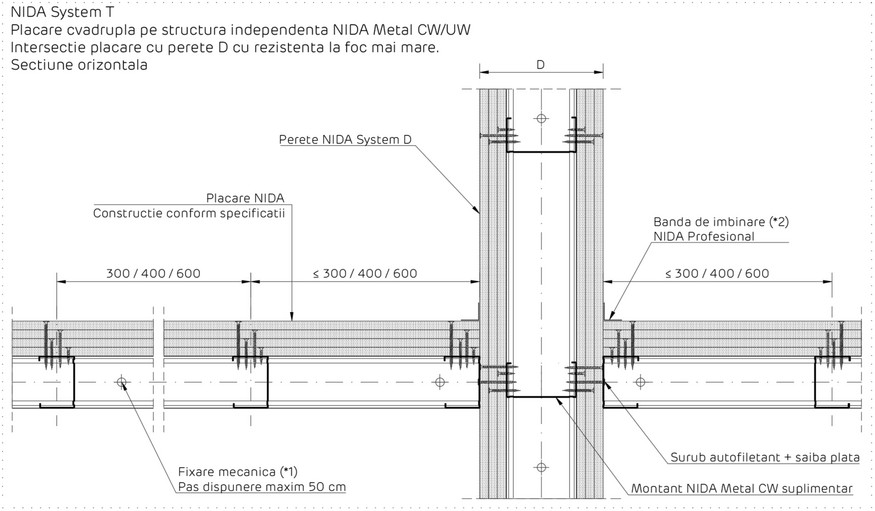 NIDA System T
Placare cvadrupla pe structura independenta NIDA Metal CW/UW
Intersectie placare cu perete D cu rezistenta la foc mai mare.
Sectiune orizontala
D
Perete NIDA System D
Placare NIDA
Constructie conform specificatii
Banda de imbinare (*2)
NIDA Profesional
300 / 400 / 600
≤ 300 / 400 / 600
≤ 300 / 400 / 600
Surub autofiletant + saiba plata
Fixare mecanica (*1)
Pas dispunere maxim 50 cm
Montant NIDA Metal CW suplimentar